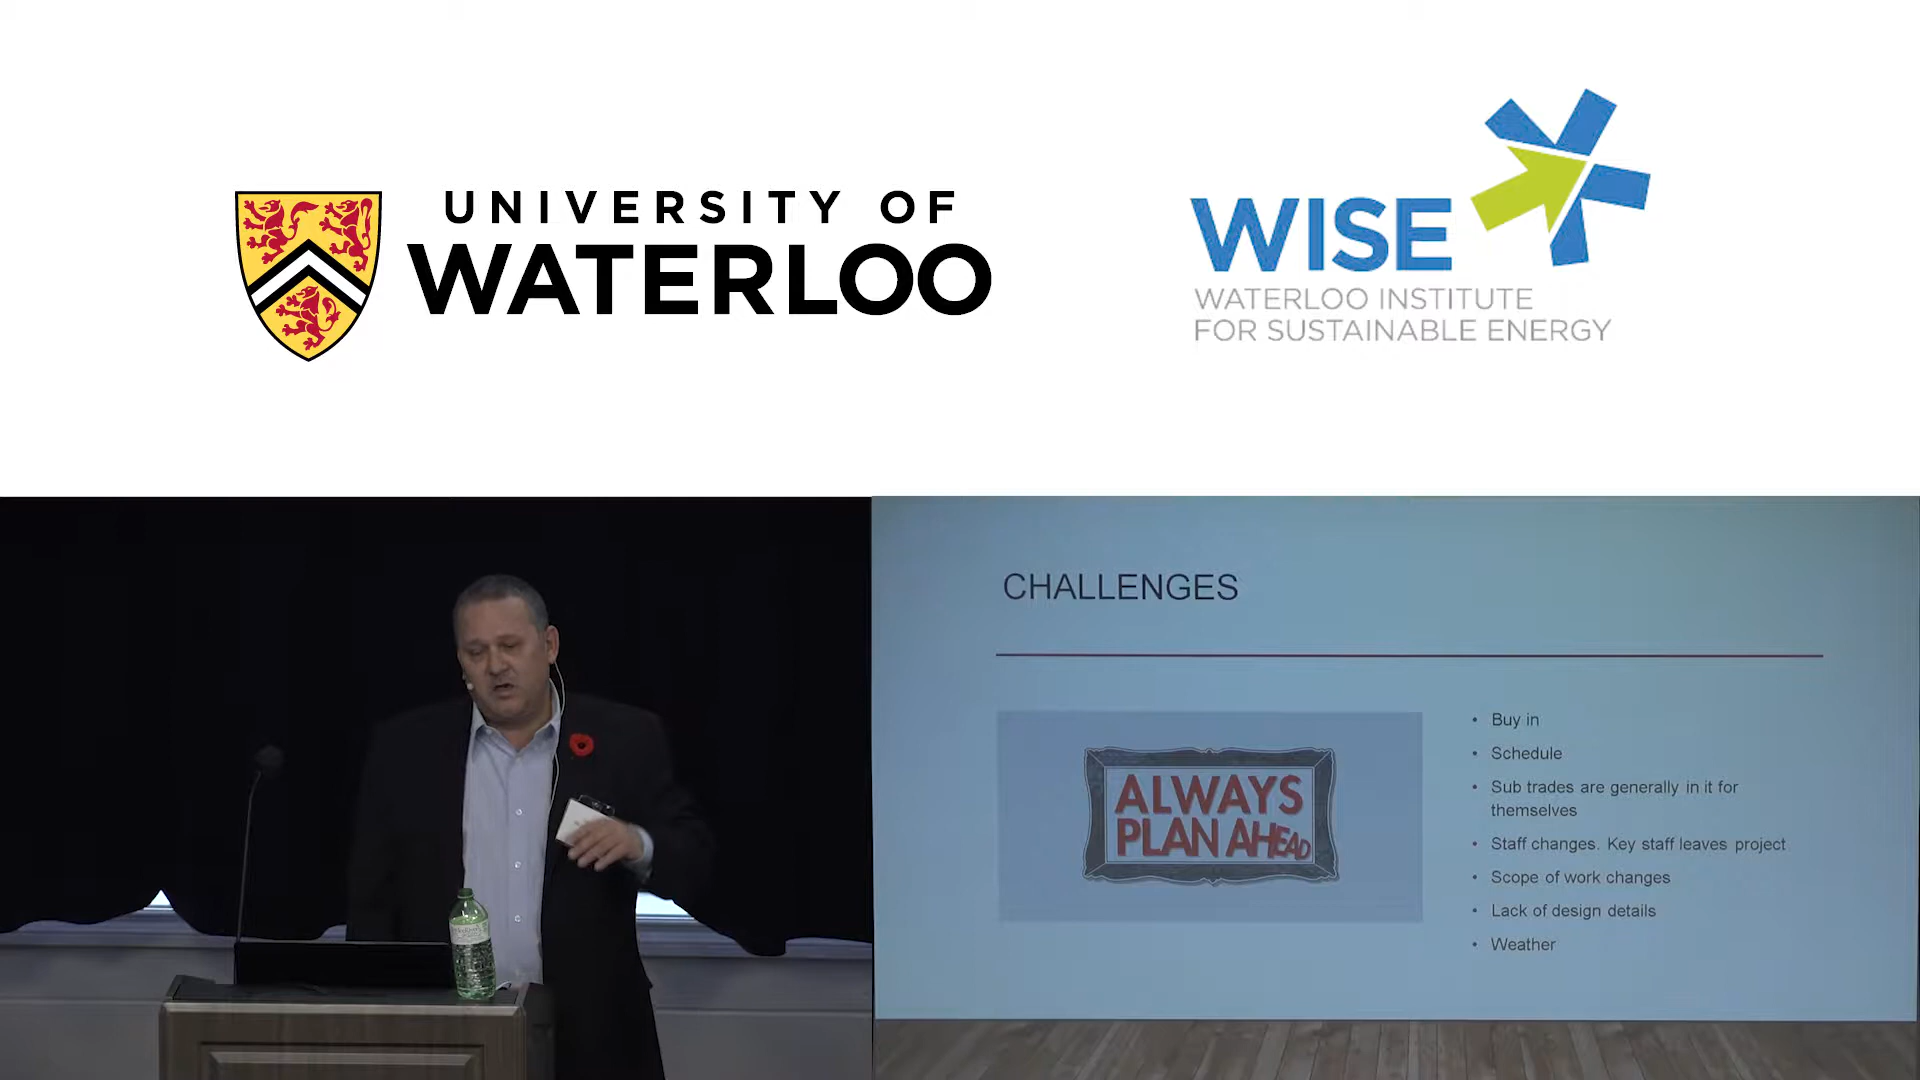 UNIVERSITY OF
WATERLOO
WISE
WATERLOO INSTITUTE
FOR SUSTAINABLE ENERGY
CHALLENGES
ALWAYS
PLAN AHEAD
• Buy in
• Schedule
• Sub trades are generally in it for
themselves
• Staff changes. Key staff leaves project
• Scope of work changes
• Lack of design details
• Weather